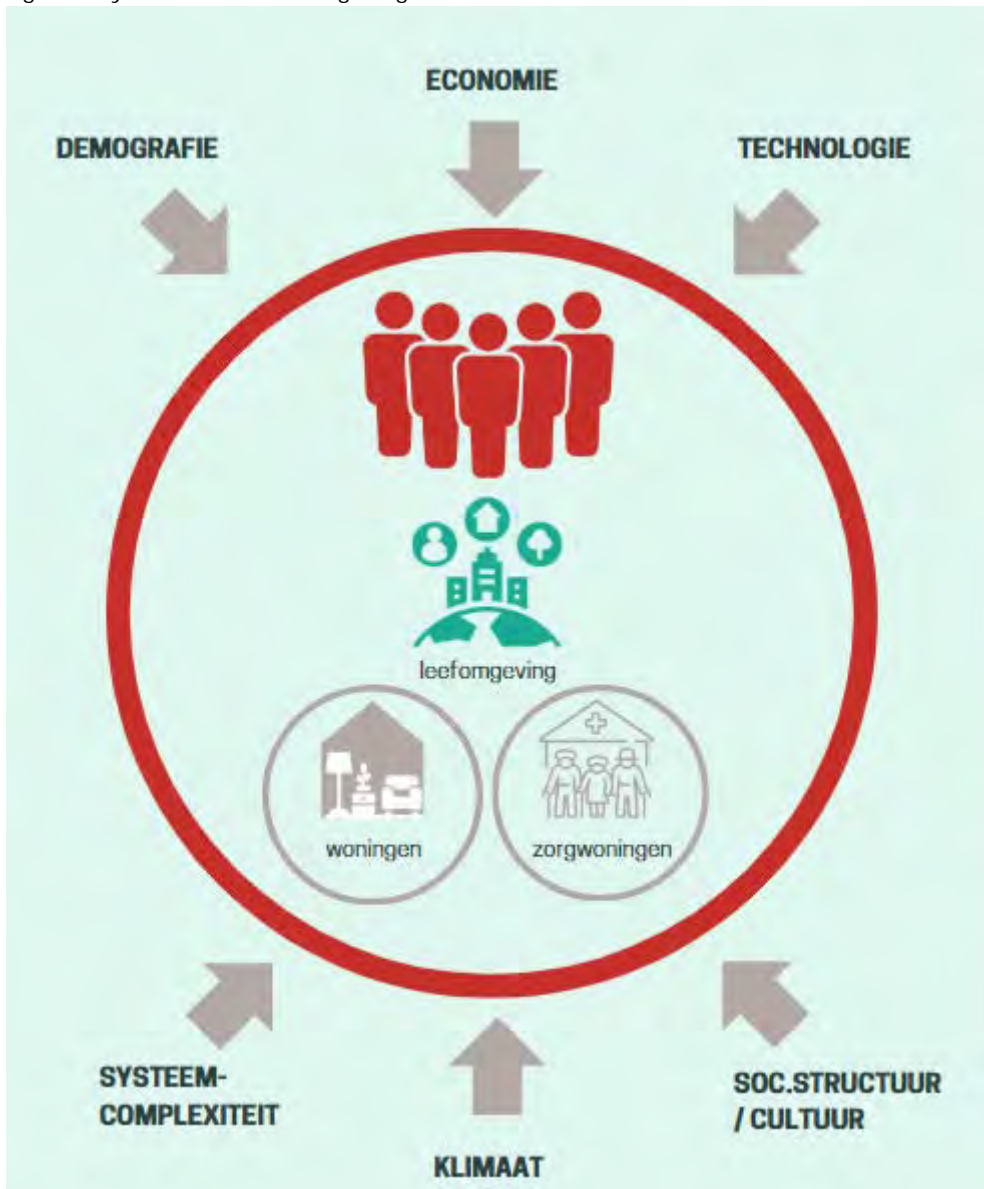 ECONOMIE
DEMOGRAFIE
TECHNOLOGIE
leefomgeving
woningen
zorgwoningen
SYSTEEM-
COMPLEXITEIT
SOC.STRUCTUUR
/ CULTUUR
KLIMAAT